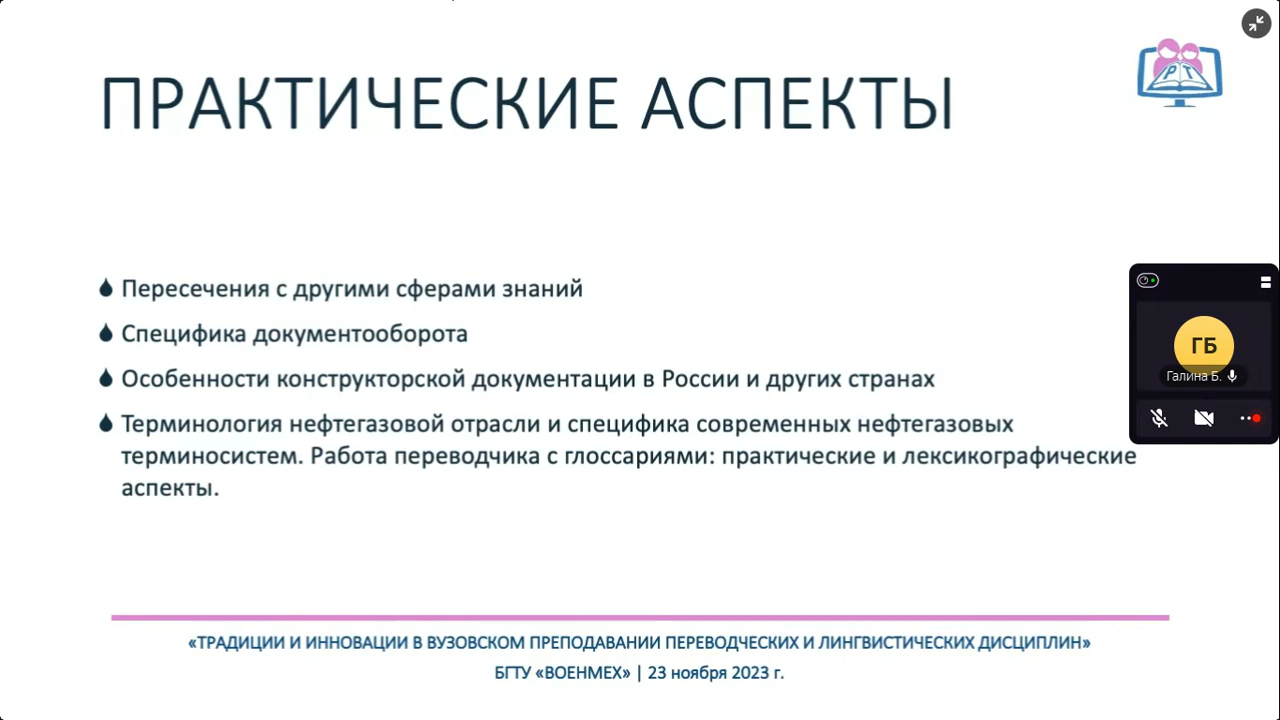 ПРАКТИЧЕСКИЕ АСПЕКТЫ
РТ
Пересечения с другими сферами знаний
Специфика документооборота
Особенности конструкторской документации в России и других странах
Терминология нефтегазовой отрасли и специфика современных нефтегазовых
терминосистем. Работа переводчика с глоссариями: практические и лексикографические
аспекты.
ГБ
Галина Б.
«ТРАДИЦИИ И ИННОВАЦИИ В ВУЗОВСКОМ ПРЕПОДАВАНИИ ПЕРЕВОДЧЕСКИХ И ЛИНГВИСТИЧЕСКИХ ДИСЦИПЛИН»
БГТУ «ВОЕНМЕХ» | 23 ноября 2023 г.